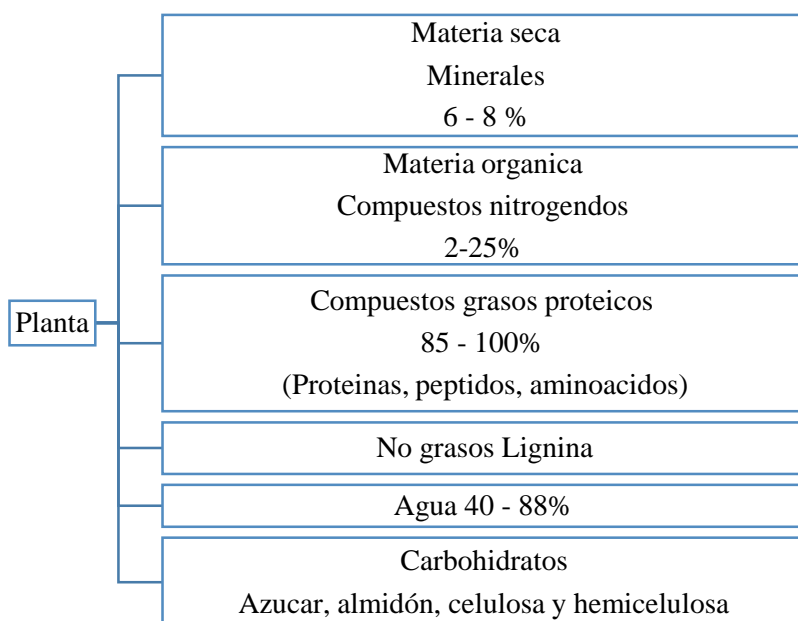 Planta
Materia seca
Minerales
6 - 8 %
Materia organica
Compuestos nitrogendos
2-25%
Compuestos grasos proteicos
85 - 100%
(Proteinas, peptidos, aminoacidos)
No grasos Lignina
Agua 40 - 88%
Carbohidratos
Azucar, almidón, celulosa y hemicelulosa